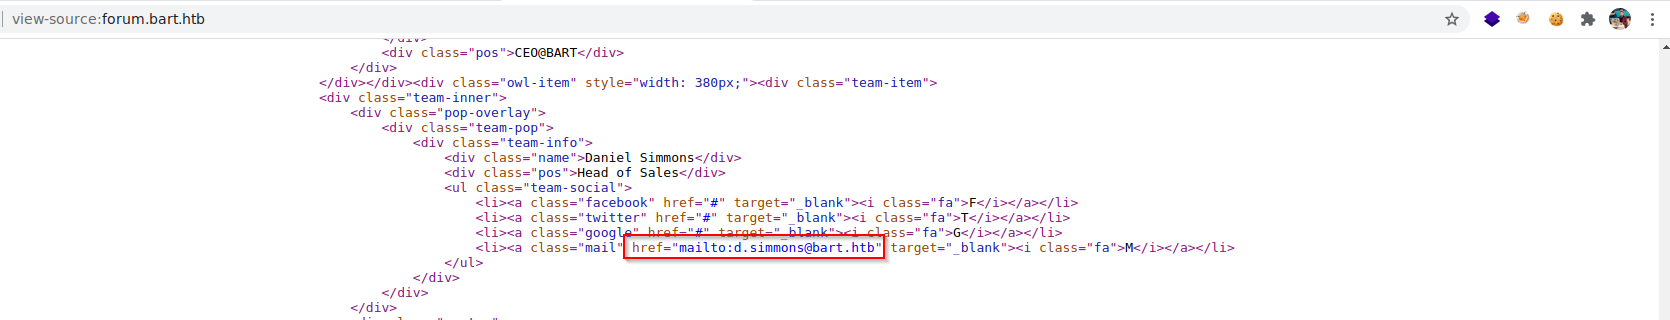 view-source:forum.bart.htb
</div>
<div class="pos">CEO@BART</div>
</div>
</div></div><div class="owl-item" style="width: 380px;"><div class="team-item">
<div class="team-inner">
<div class="pop-overlay">
<div class="team-pop">
<div class="team-info">
<div class="name">Daniel Simmons</div>
<div class="pos">Head of Sales</div>
<ul class="team-social">
<li><a class="facebook" href="#" target="_blank"><i class="fa">F</i></a></li>
<li><a class="twitter" href="#" target="_blank"><i class="fa">T</i></a></li>
<li><a class="google" href="#" target="_blank"><i class="fa">G</i></a></li>
<li><a class="mail" href="mailto:d.simmons@bart.htb" target="_blank"><i class="fa">M</i></a></li>
</ul>
</div>
</div>
</div>